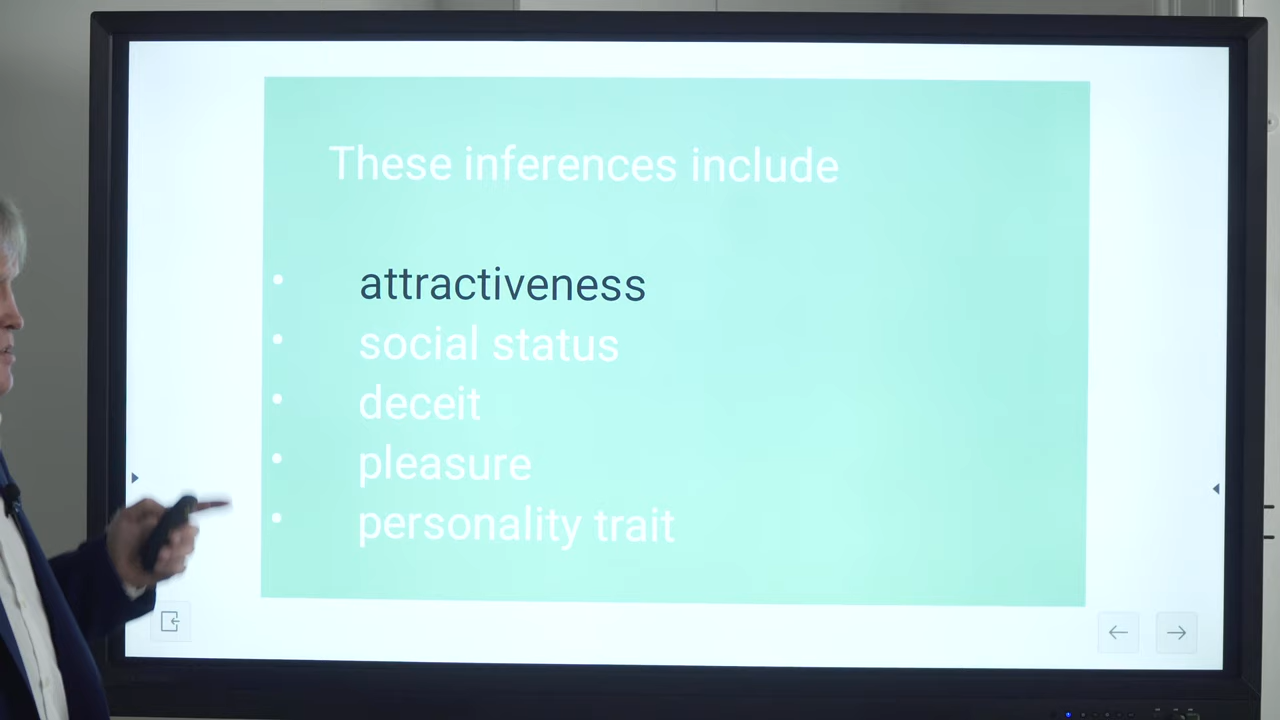 These inferences include
• attractiveness
• social status
• deceit
• pleasure
• personality trait